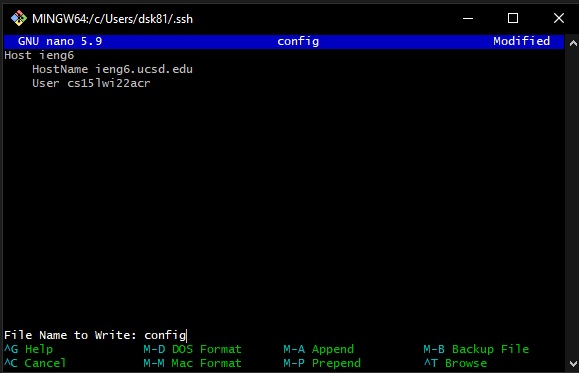 MINGW64:/c/Users/dsk81/.ssh
GNU nano 5.9 config Modified
Host ieng6
HostName ieng6.ucsd.edu
User cs15lwi22acr
File Name to Write: config
^G Help M-D DOS Format M-A Append M-B Backup File
^C Cancel M-M Mac Format M-P Prepend ^T Browse